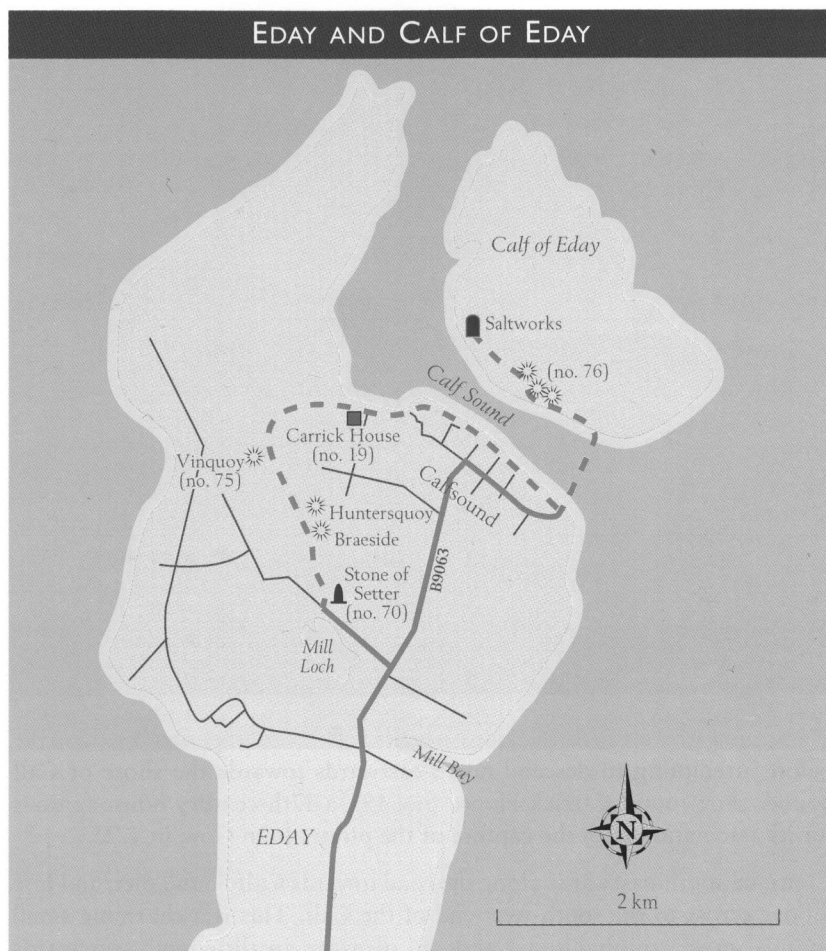 EDAY AND CALF OF EDAY
Calf of Eday
Saltworks
(no. 76)
Calf Sound
Carrick House
(no. 19)
Vinquoy
(no. 75)
Calfsound
Huntersquoy
Braeside
B9063
Stone of
Setter
(no. 70)
Mill
Loch
Mill Bay
EDAY
N
2 km